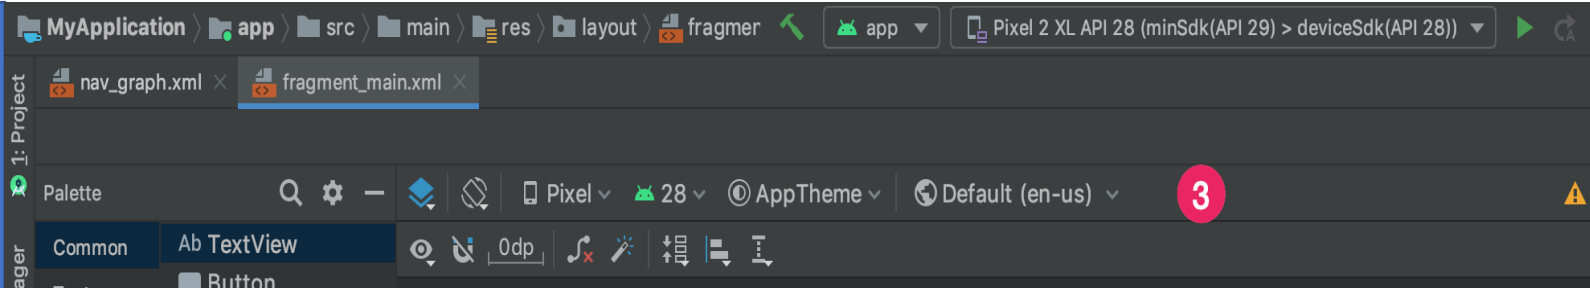 MyApplication app src main res layout fragmer app Pixel 2 XL API 28 (minSdk(API 29) > deviceSdk(API 28))
nav_graph.xml fragment_main.xml
1: Project
Palette Pixel 28 AppTheme Default (en-us) 3
Common Ab TextView 0dp
ager
Button